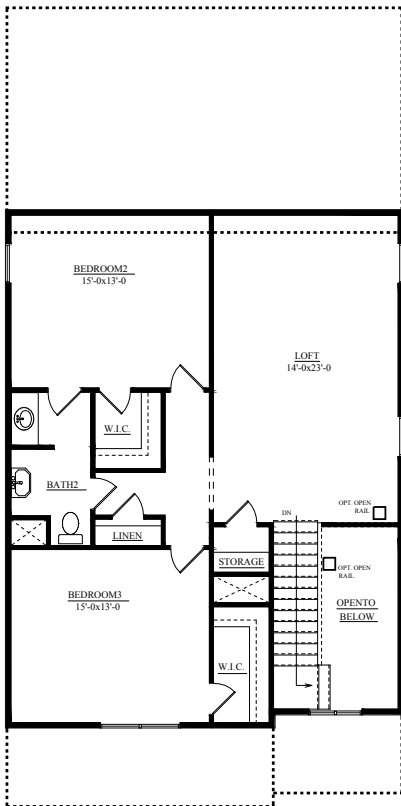 BEDROOM2
15'-0x13'-0
LOFT
14'-0x23'-0
W.I.C.
BATH2
LINEN
DN
OPT. OPEN
RAIL
STORAGE
OPT. OPEN
RAIL
BEDROOM3
15'-0x13'-0
OPENTO
BELOW
W.I.C.